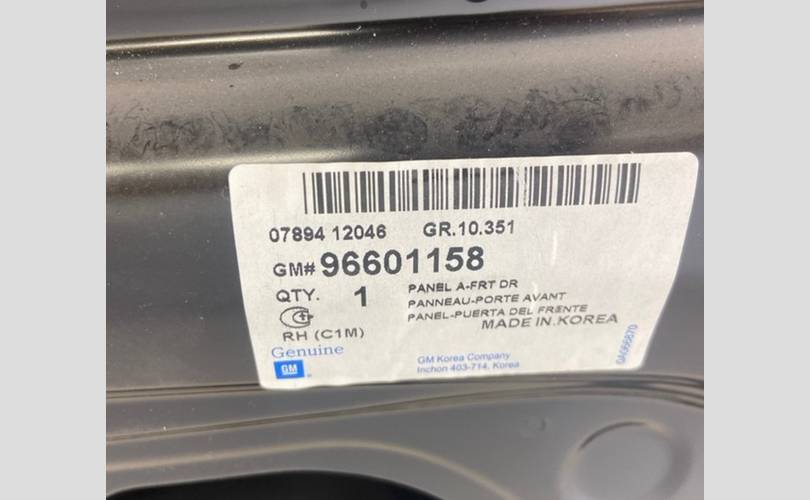 07894 12046 GR.10.351
GM# 96601158
QTY. 1
PANEL A-FRT DR
PANNEAU-PORTE AVANT
PANEL-PUERTA DEL FRENTE
MADE IN KOREA
RH (C1M)
Genuine
GM
GM Korea Company
Inchon 403-714, Korea